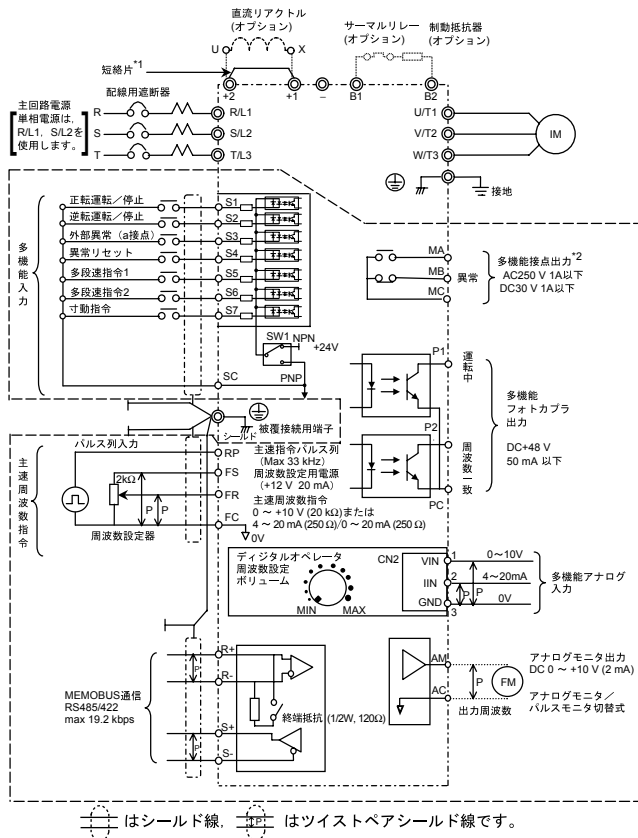 直流リアクトル
(オプション)
サーマルリレー
(オプション)
制動抵抗器
(オプション)
U
X
短絡片*1
+2
+1
−
B1
B2
主回路電源
単相電源は,
R/L1, S/L2を
使用します。
配線用遮断器
R
S
T
R/L1
S/L2
T/L3
U/T1
V/T2
W/T3
IM
接地
多機能入力
正転運転/停止
逆転運転/停止
外部異常 (a接点)
異常リセット
多段速指令1
多段速指令2
寸動指令
S1
S2
S3
S4
S5
S6
S7
SW1 NPN
+24V
PNP
SC
シールド
被覆接続用端子
MA
MB
MC
異常
多機能接点出力*2
AC250 V 1A以下
DC30 V 1A以下
P1
運転中
P2
周波数一致
PC
多機能
フォトカプラ
出力
DC+48 V
50 mA 以下
主速周波数指令
パルス列入力
2kΩ
P
P
周波数設定器
RP
FS
FR
FC
0V
主速指令パルス列
(Max 33 kHz)
周波数設定用電源
(+12 V 20 mA)
主速周波数指令
0 ~ +10V (20 kΩ)または
4 ~ 20 mA (250 Ω)/0 ~ 20 mA (250 Ω)
ディジタルオペレータ
周波数設定
ボリューム
MIN
MAX
CN2
VIN
IIN
GND
1
2
3
0~10V
4~20mA
0V
P
P
多機能アナログ
入力
MEMOBUS通信
RS485/422
max 19.2 kbps
P
P
R+
R-
S+
S-
終端抵抗 (1/2W, 120Ω)
AM
AC
P
FM
出力周波数
アナログモニタ出力
DC 0 ~ +10V (2 mA)
アナログモニタ/
パルスモニタ切替式
はシールド線,
P
はツイストペアシールド線です。